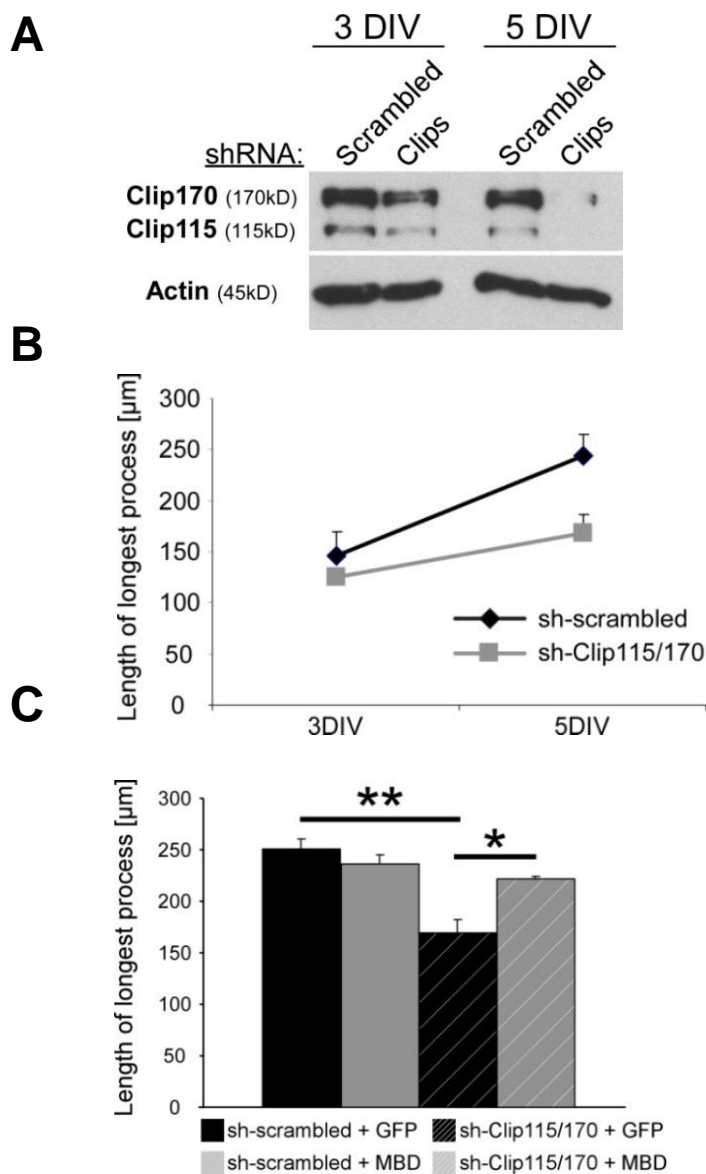 A
3 DIV 5 DIV
shRNA: Scrambled Clips Scrambled Clips
Clip170 (170kD)
Clip115 (115kD)
Actin (45kD)
B
Length of longest process [µm]
300
250
200
150
100
50
0
3DIV 5DIV
sh-scrambled
sh-Clip115/170
C
Length of longest process [µm]
300
250
200
150
100
50
0
**
*
sh-scrambled + GFP sh-Clip115/170 + GFP
sh-scrambled + MBD sh-Clip115/170 + MBD